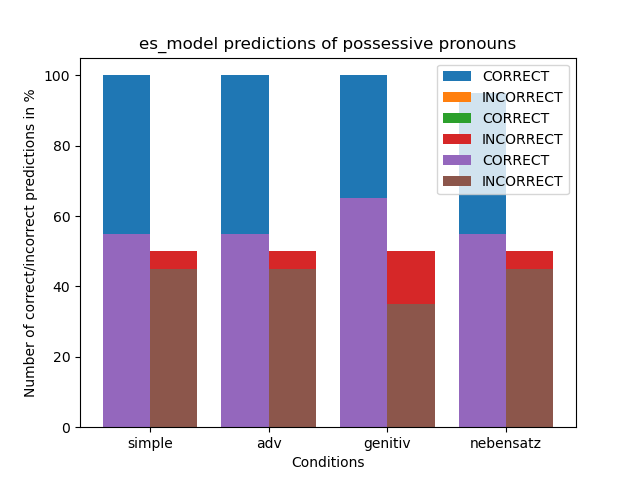 es_model predictions of possessive pronouns
Number of correct/incorrect predictions in %
100
80
60
40
20
0
CORRECT
INCORRECT
CORRECT
INCORRECT
CORRECT
INCORRECT
simple adv genitiv nebensatz
Conditions